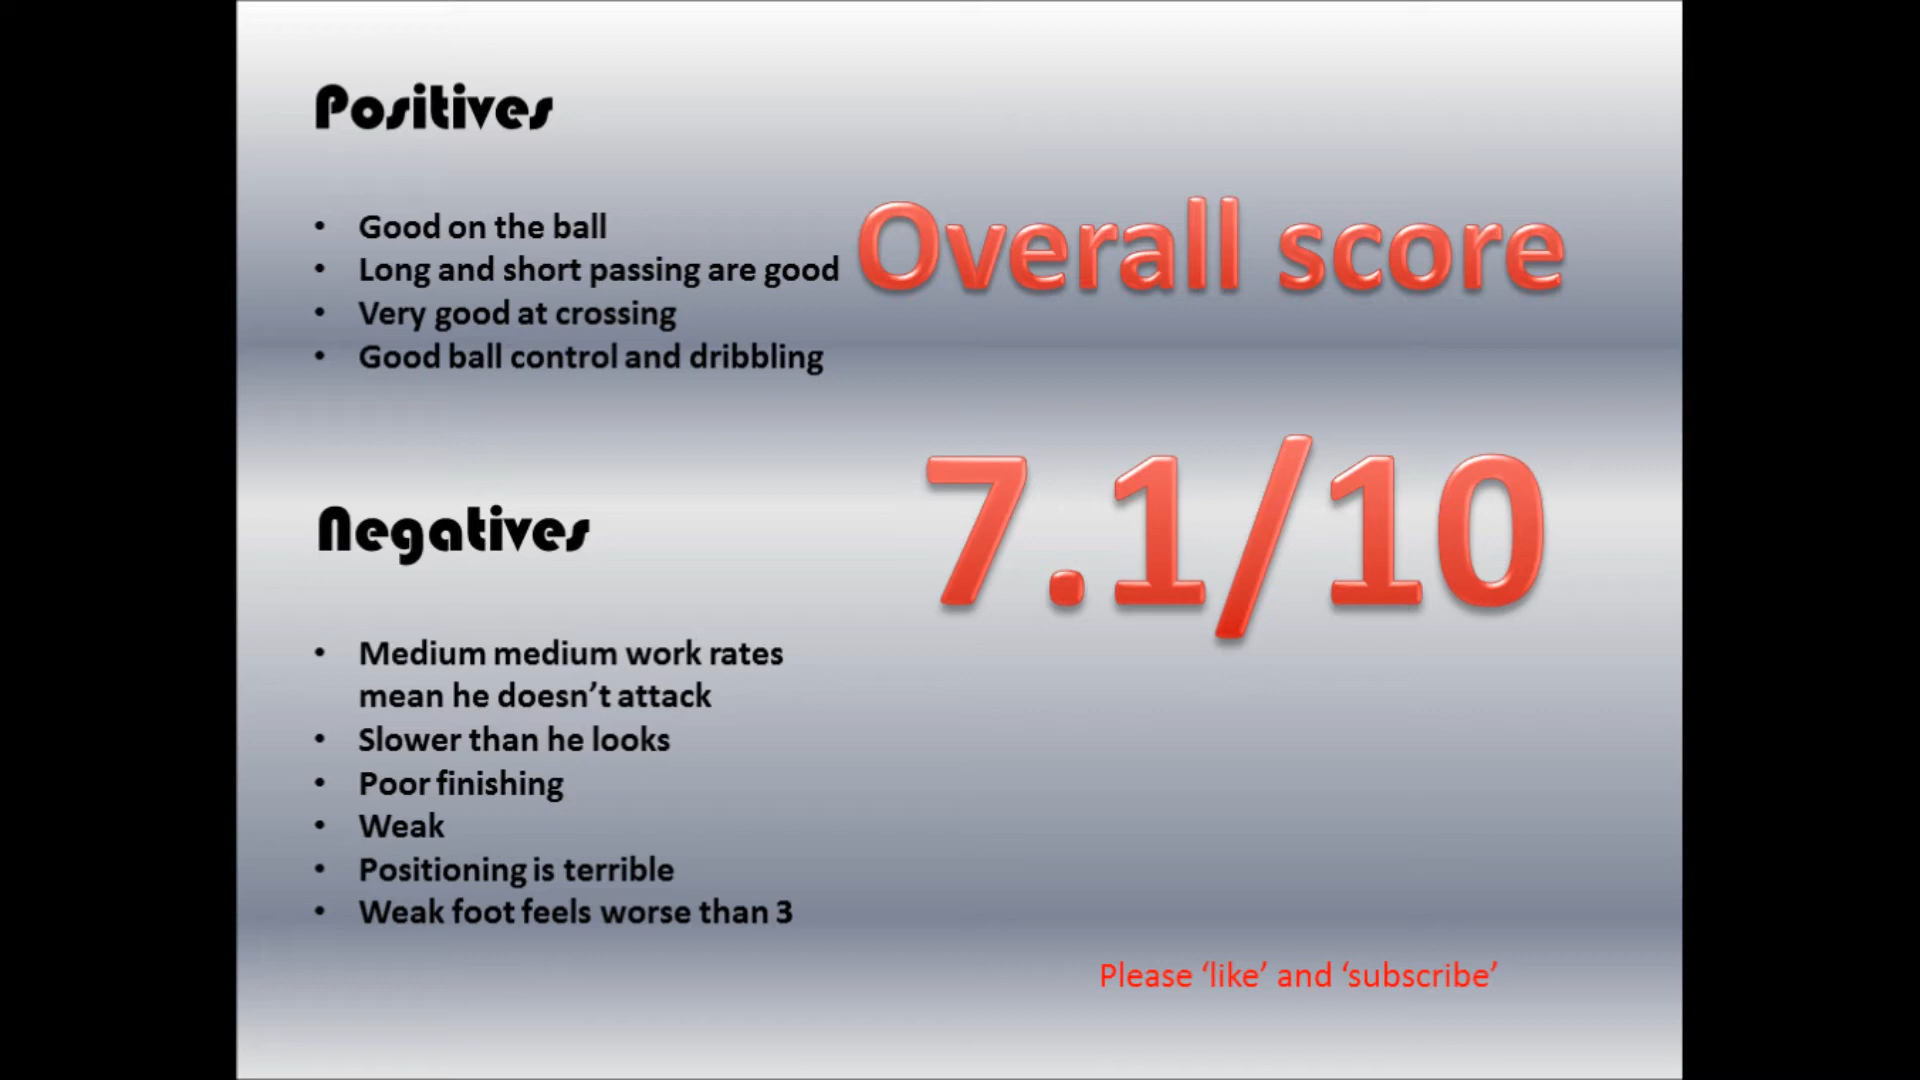 Positives
• Good on the ball
• Long and short passing are good
• Very good at crossing
• Good ball control and dribbling
Overall score
7.1/10
Negatives
• Medium medium work rates
mean he doesn’t attack
• Slower than he looks
• Poor finishing
• Weak
• Positioning is terrible
• Weak foot feels worse than 3
Please ‘like’ and ‘subscribe’